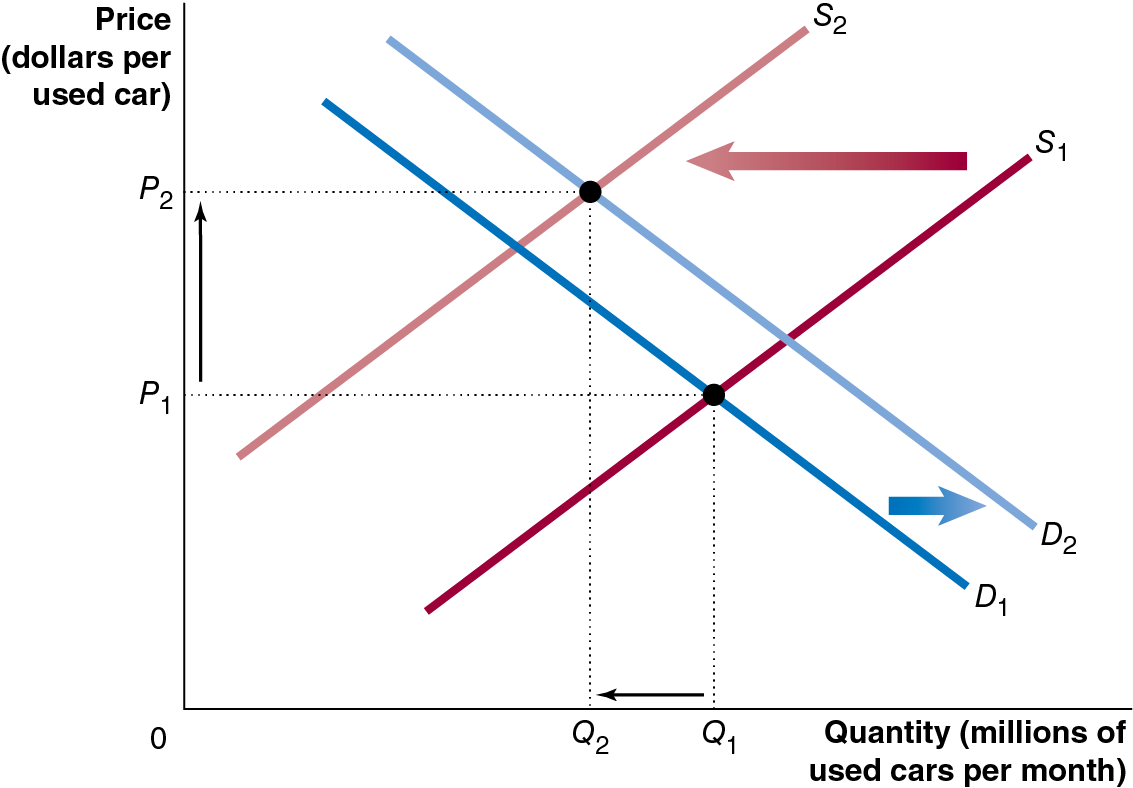 Price
(dollars per
used car)
S2
S1
P2
P1
D2
D1
0
Q2
Q1
Quantity (millions of
used cars per month)